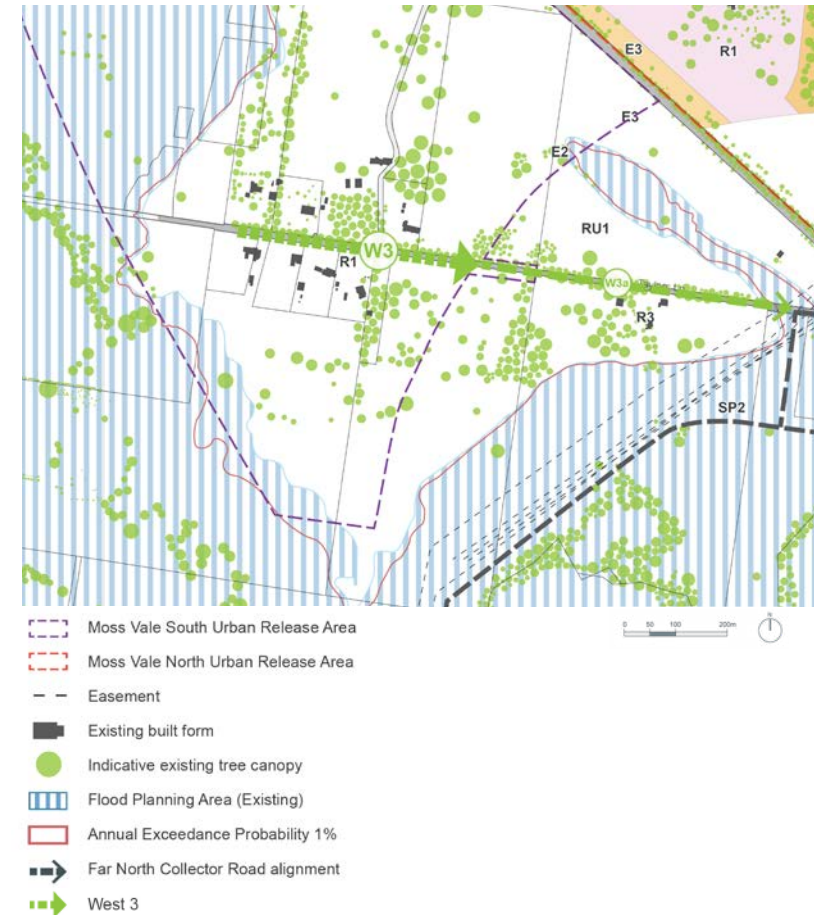 E3
R1
E3
E2
RU1
W3
R1
W3a
R3
SP2
Moss Vale South Urban Release Area
Moss Vale North Urban Release Area
Easement
Existing built form
Indicative existing tree canopy
Flood Planning Area (Existing)
Annual Exceedance Probability 1%
Far North Collector Road alignment
West 3
0 50 100 200m
N